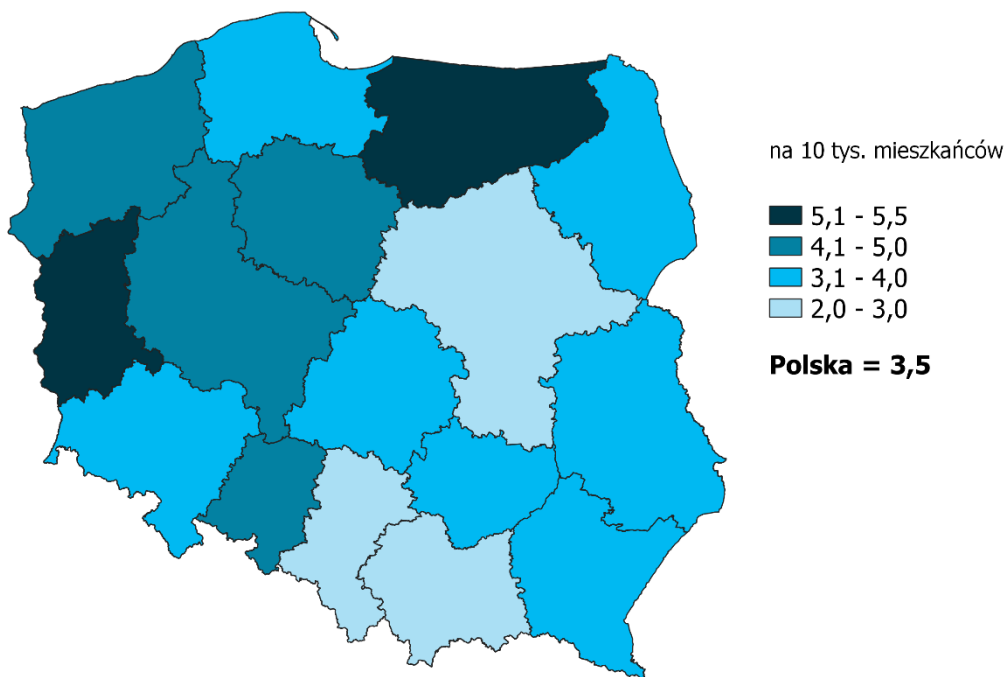 na 10 tys. mieszkańców
5,1 - 5,5
4,1 - 5,0
3,1 - 4,0
2,0 - 3,0
Polska = 3,5